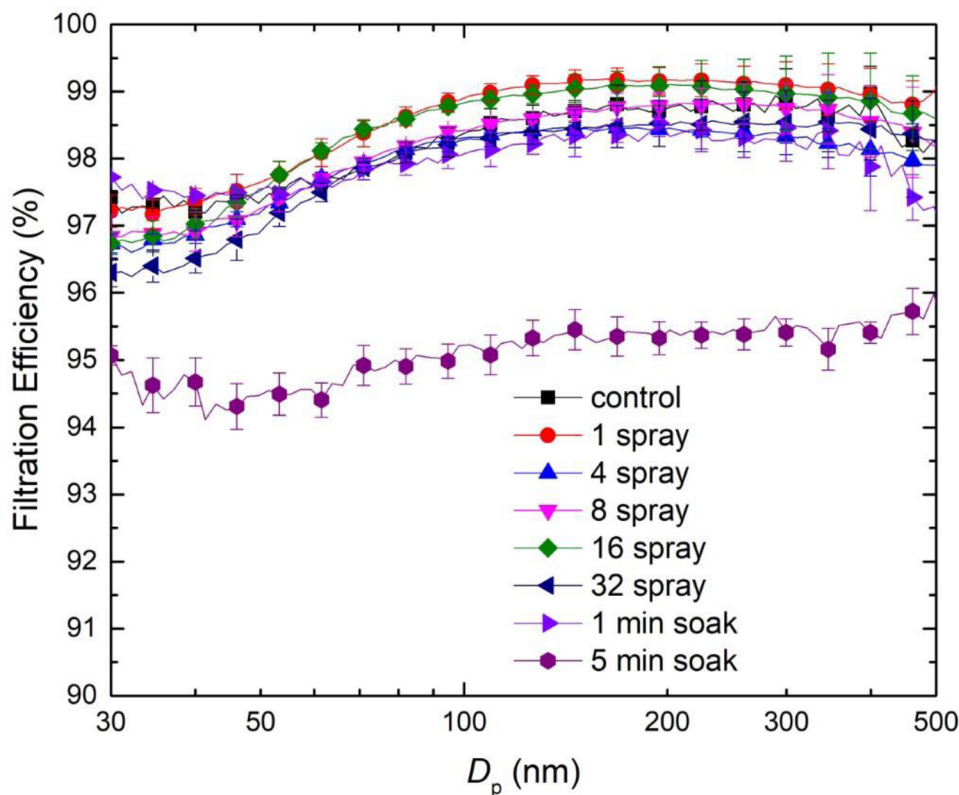 100
99
98
97
96
95
94
93
92
91
90
Filtration Efficiency (%)
control
1 spray
4 spray
8 spray
16 spray
32 spray
1 min soak
5 min soak
30
50
100
200
300
500
Dp (nm)